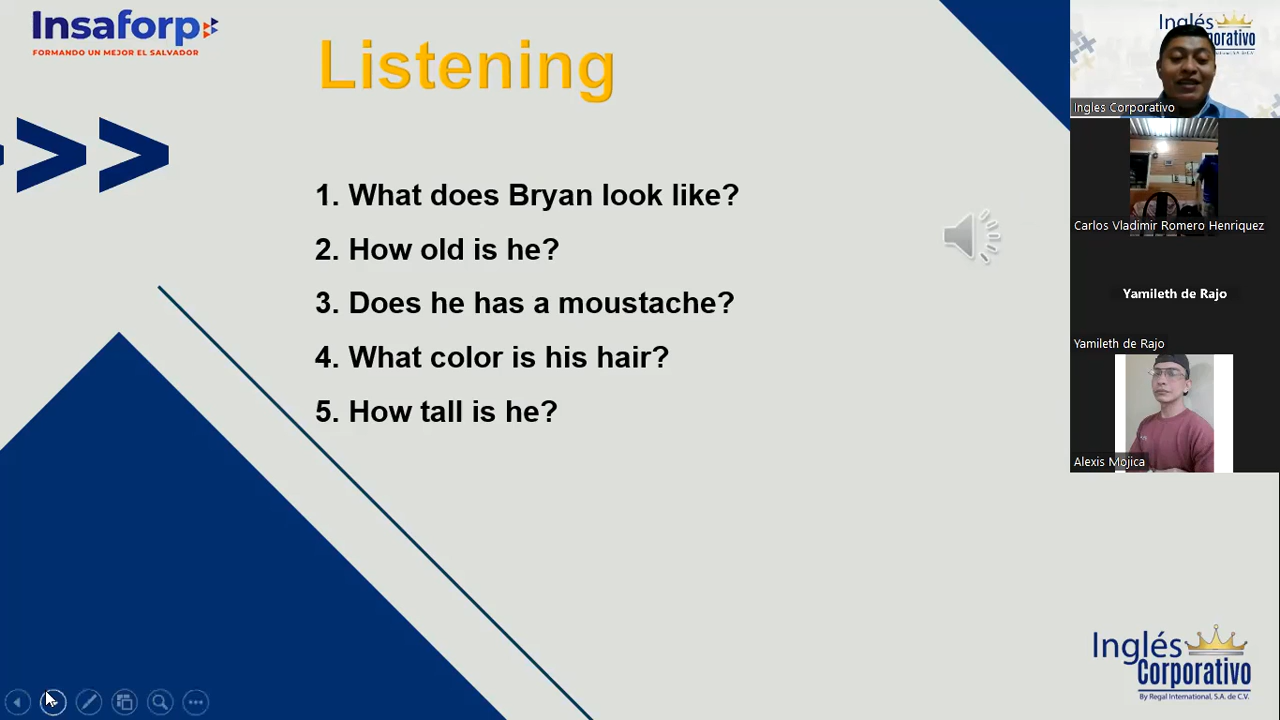 Insaforp
FORMANDO UN MEJOR EL SALVADOR
Listening
1. What does Bryan look like?
2. How old is he?
3. Does he has a moustache?
4. What color is his hair?
5. How tall is he?
Inglés
Corporativo
Ingles Corporativo
Carlos Vladimir Romero Henriquez
Yamileth de Rajo
Yamileth de Rajo
Alexis Mojica
Inglés
Corporativo
By Regal International, S.A. de C.V.